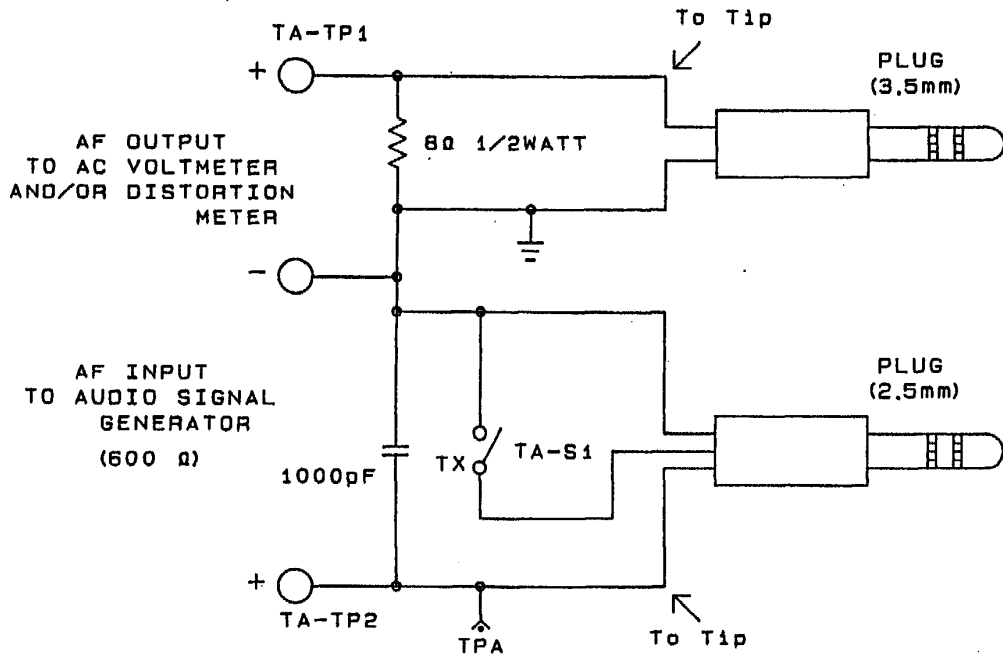 To Tip
TA-TP1
+
PLUG
(3.5mm)
8Ω 1/2WATT
AF OUTPUT
TO AC VOLTMETER
AND/OR DISTORTION
METER
-
AF INPUT
TO AUDIO SIGNAL
GENERATOR
(600 Ω)
PLUG
(2.5mm)
TX
TA-S1
1000pF
+
TA-TP2
TPA
To Tip